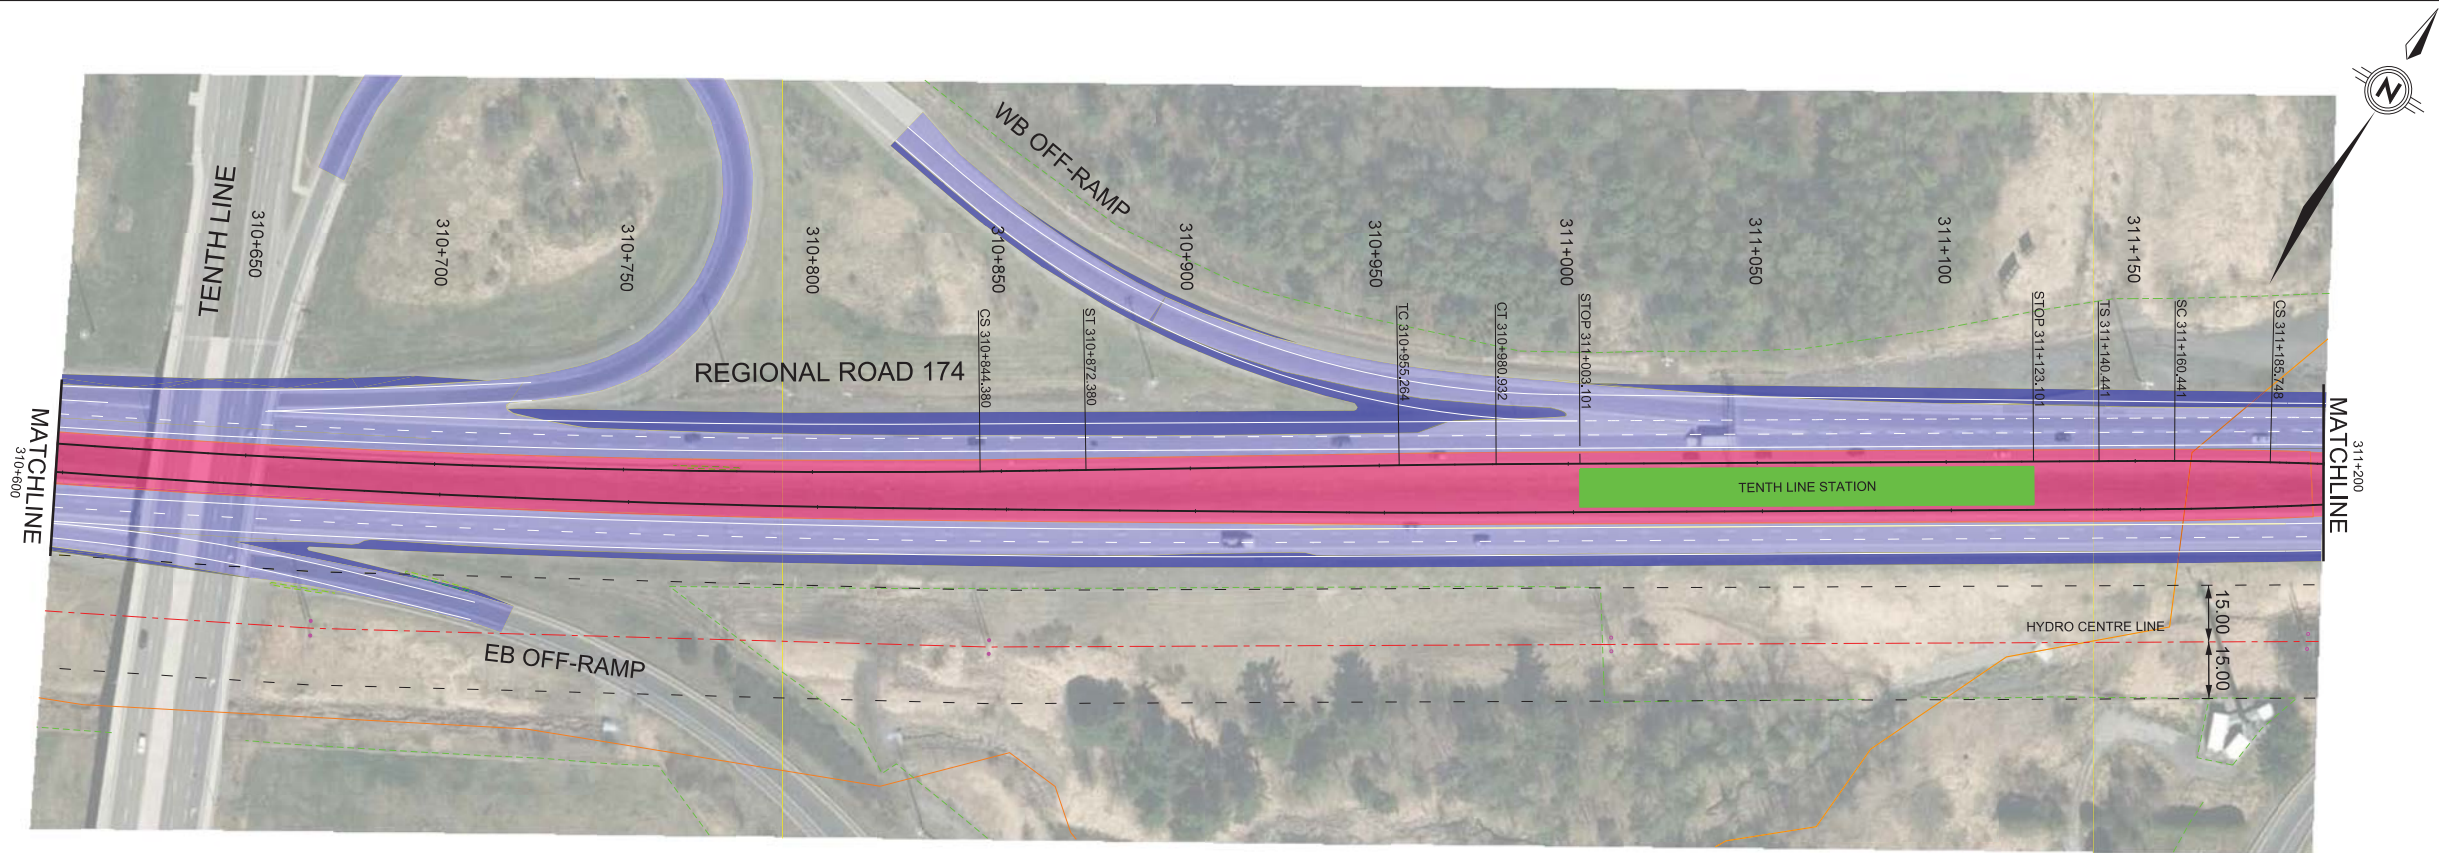 N
WB OFF-RAMP
TENTH LINE
310+650
310+700
310+750
310+800
310+850
310+900
310+950
311+000
311+050
311+100
311+150
CS 310+844.380
ST 310+872.380
TC 310+955.264
CT 310+980.932
STOP 311+003.101
STOP 311+123.101
TS 311+140.441
SC 311+160.441
CS 311+185.748
REGIONAL ROAD 174
MATCHLINE
310+600
MATCHLINE
311+200
TENTH LINE STATION
EB OFF-RAMP
HYDRO CENTRE LINE
15.00
15.00